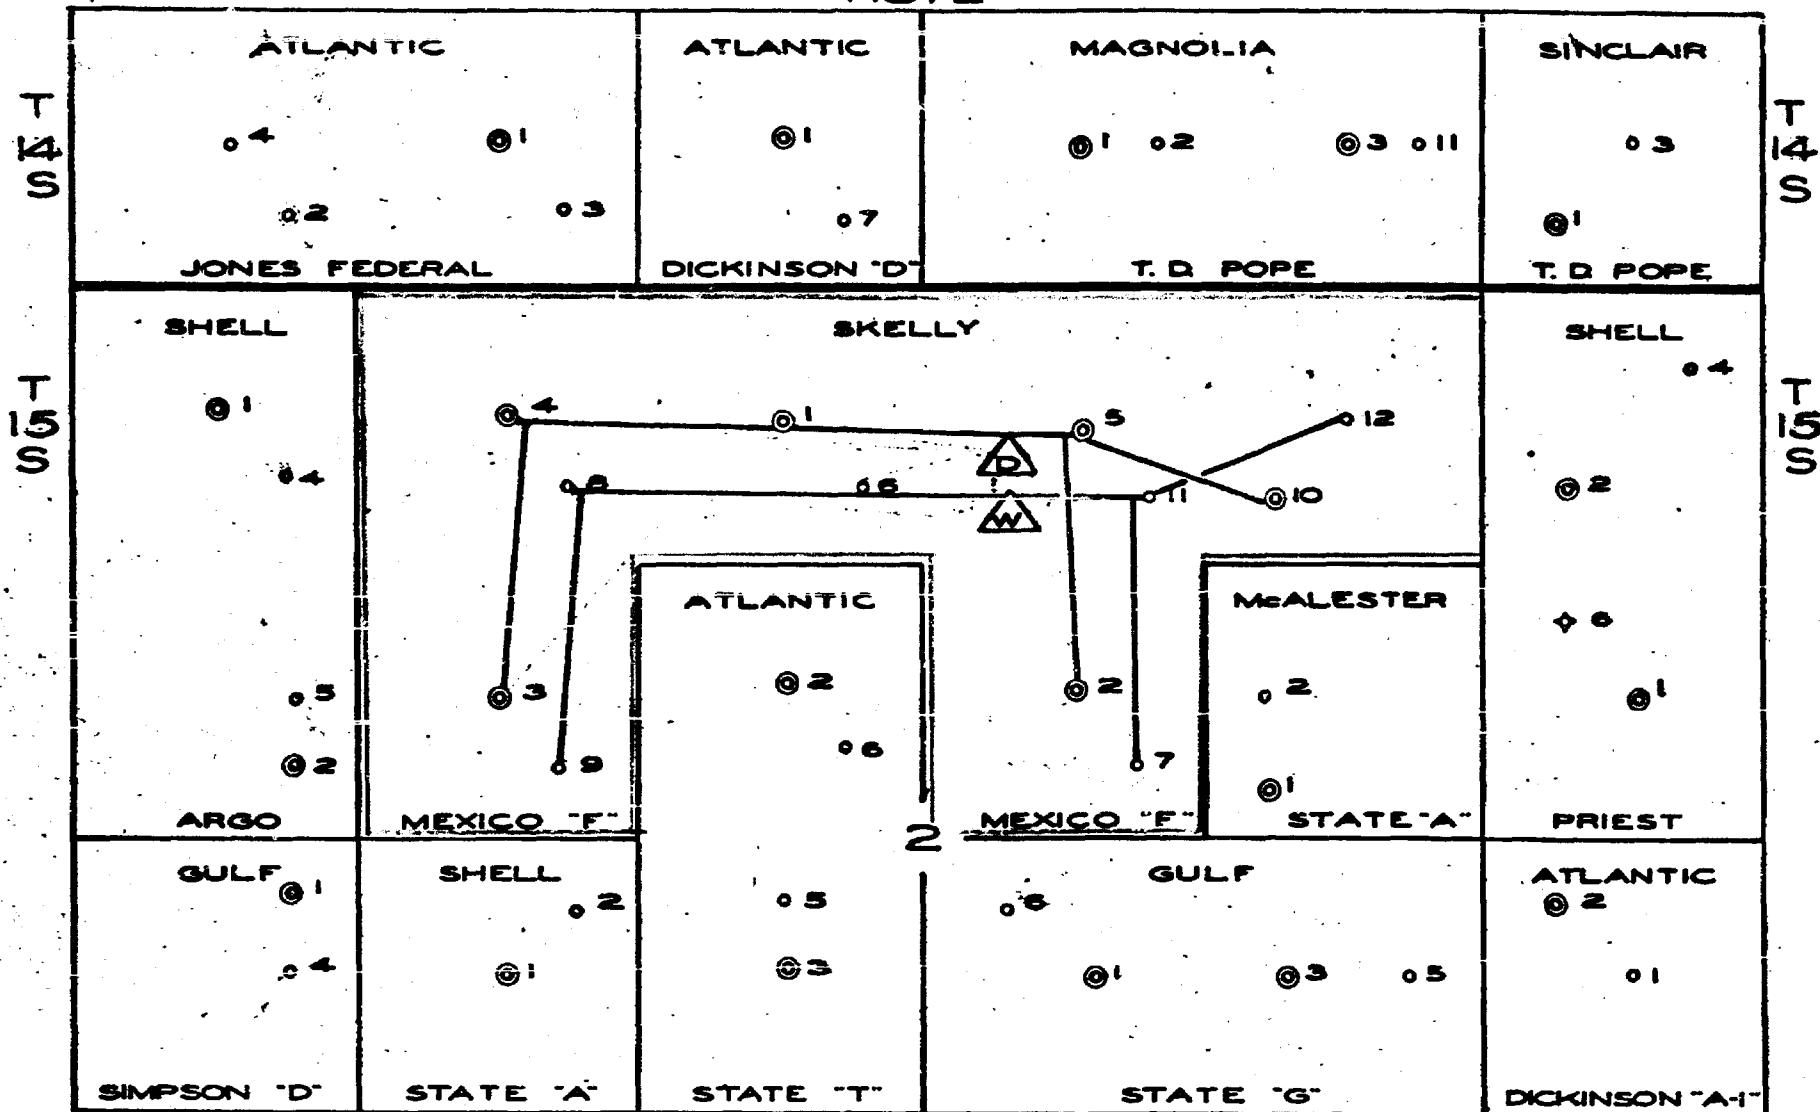 ATLANTIC ATLANTIC MAGNOLIA SINCLAIR
T 14 S
4 1 1 1 2 3 11 3
T 14 S
2 3 7 1
JONES FEDERAL DICKINSON "D" T. D. POPE T. D. POPE
SHELL SKELLY SHELL
4
T 15 S
1 4 1 5 12
T 15 S
4 8 6 D 11 10 2
W
ATLANTIC McALESTER
6
5 3 2 2 2 1
6
2 9 7 1
ARGO MEXICO "F" MEXICO "F" STATE "A" PRIEST
2
GULF SHELL GULF ATLANTIC
1 2 5 6 2
4 1 3 1 3 5 1
SIMPSON "D" STATE "A" STATE "T" STATE "G" DICKINSON "A-1"